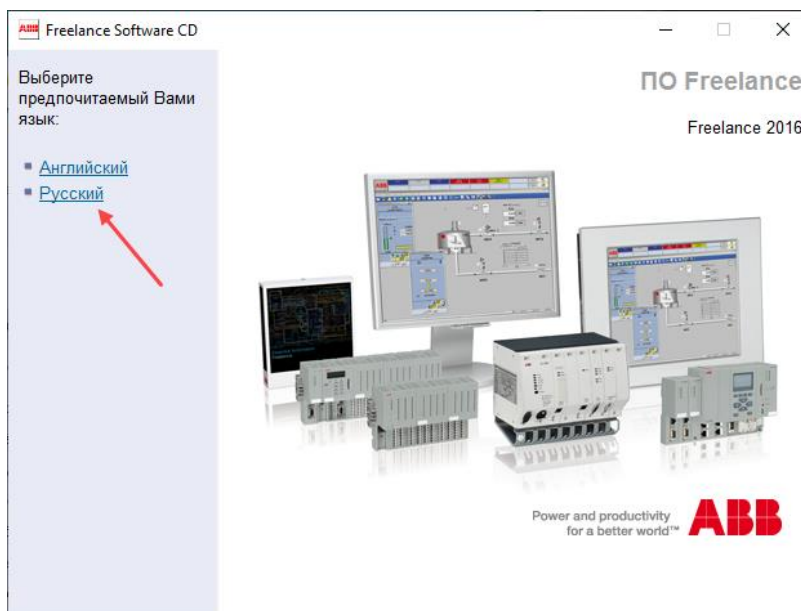 ABB Freelance Software CD
Выберите
предпочитаемый Вами
язык:
Английский
Русский
ПО Freelance
Freelance 2016
Power and productivity
for a better world™
ABB